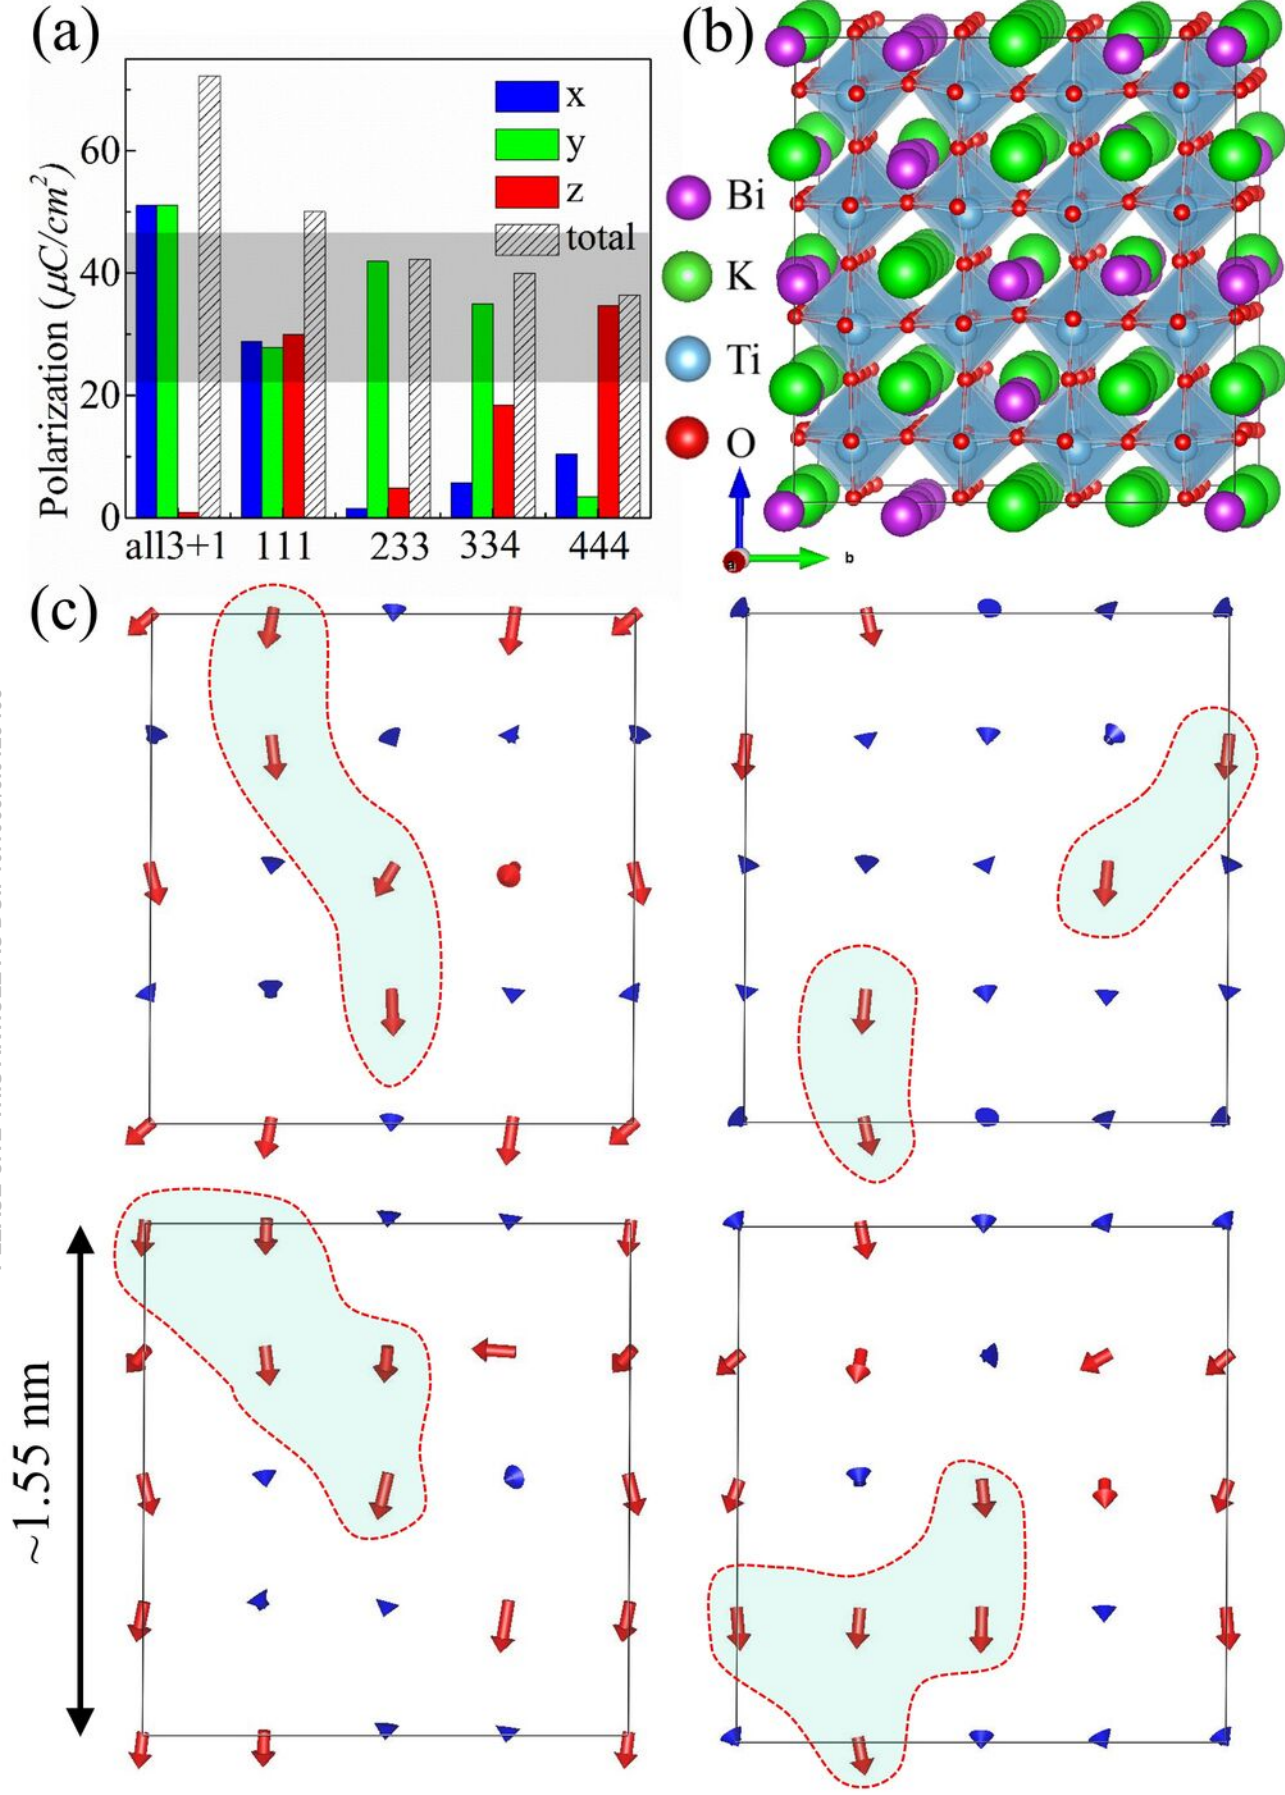 (a)
Polarization (μC/cm²)
60
40
20
0
x
y
z
total
all3+1 111 233 334 444
(b)
Bi
K
Ti
O
a
b
(c)
~1.55 nm